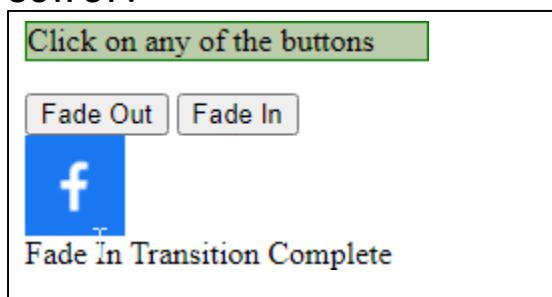 Click on any of the buttons
Fade Out Fade In
f
Fade In Transition Complete